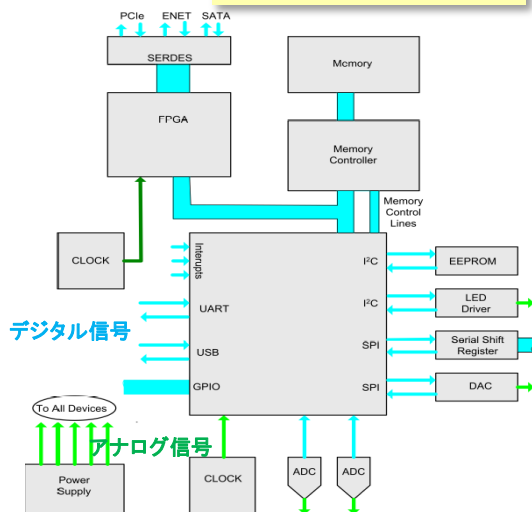 PCIe ENET SATA
SERDES
Memory
FPGA
Memory
Controller
Memory
Control
Lines
CLOCK
Interupts
I²C
EEPROM
UART
I²C
LED
Driver
デジタル信号
USB
SPI
Serial Shift
Register
GPIO
SPI
DAC
To All Devices
アナログ信号
Power
Supply
CLOCK
ADC
ADC